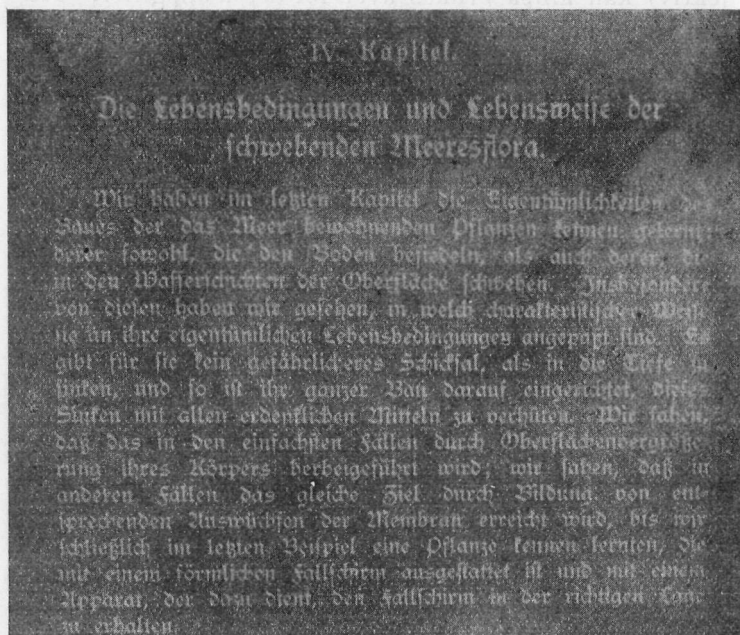 IV. Kapitel.
Die Lebensbedingungen und Lebensweise der
schwebenden Meeresflora.
Wir haben im letzten Kapitel die Eigentümlichkeiten des
Baues der das Meer bewohnenden Pflanzen kennen gelernt,
derer sowohl, die den Boden besiedeln, als auch derer, die
in den Wasserschichten der Oberfläche schweben. Insbesondere
von diesen haben wir gesehen, in welch charakteristischer Weise
sie an ihre eigentümlichen Lebensbedingungen angepaßt sind. Es
gibt für sie kein gefährlicheres Schicksal, als in die Tiefe zu
sinken, und so ist ihr ganzer Bau darauf eingerichtet, dieses
Sinken mit allen erdenklichen Mitteln zu verhüten. Wir sahen,
daß das in den einfachsten Fällen durch Oberflächenvergröße-
rung ihres Körpers herbeigeführt wird; wir sahen, daß in
anderen Fällen das gleiche Ziel durch Bildung von ent-
sprechenden Auswüchsen der Membran erreicht wird, bis wir
schließlich im letzten Beispiel eine Pflanze kennen lernten, die
mit einem förmlichen Fallschirm ausgestattet ist und mit einem
Apparat, der dazu dient, den Fallschirm in der richtigen Lage
zu erhalten.